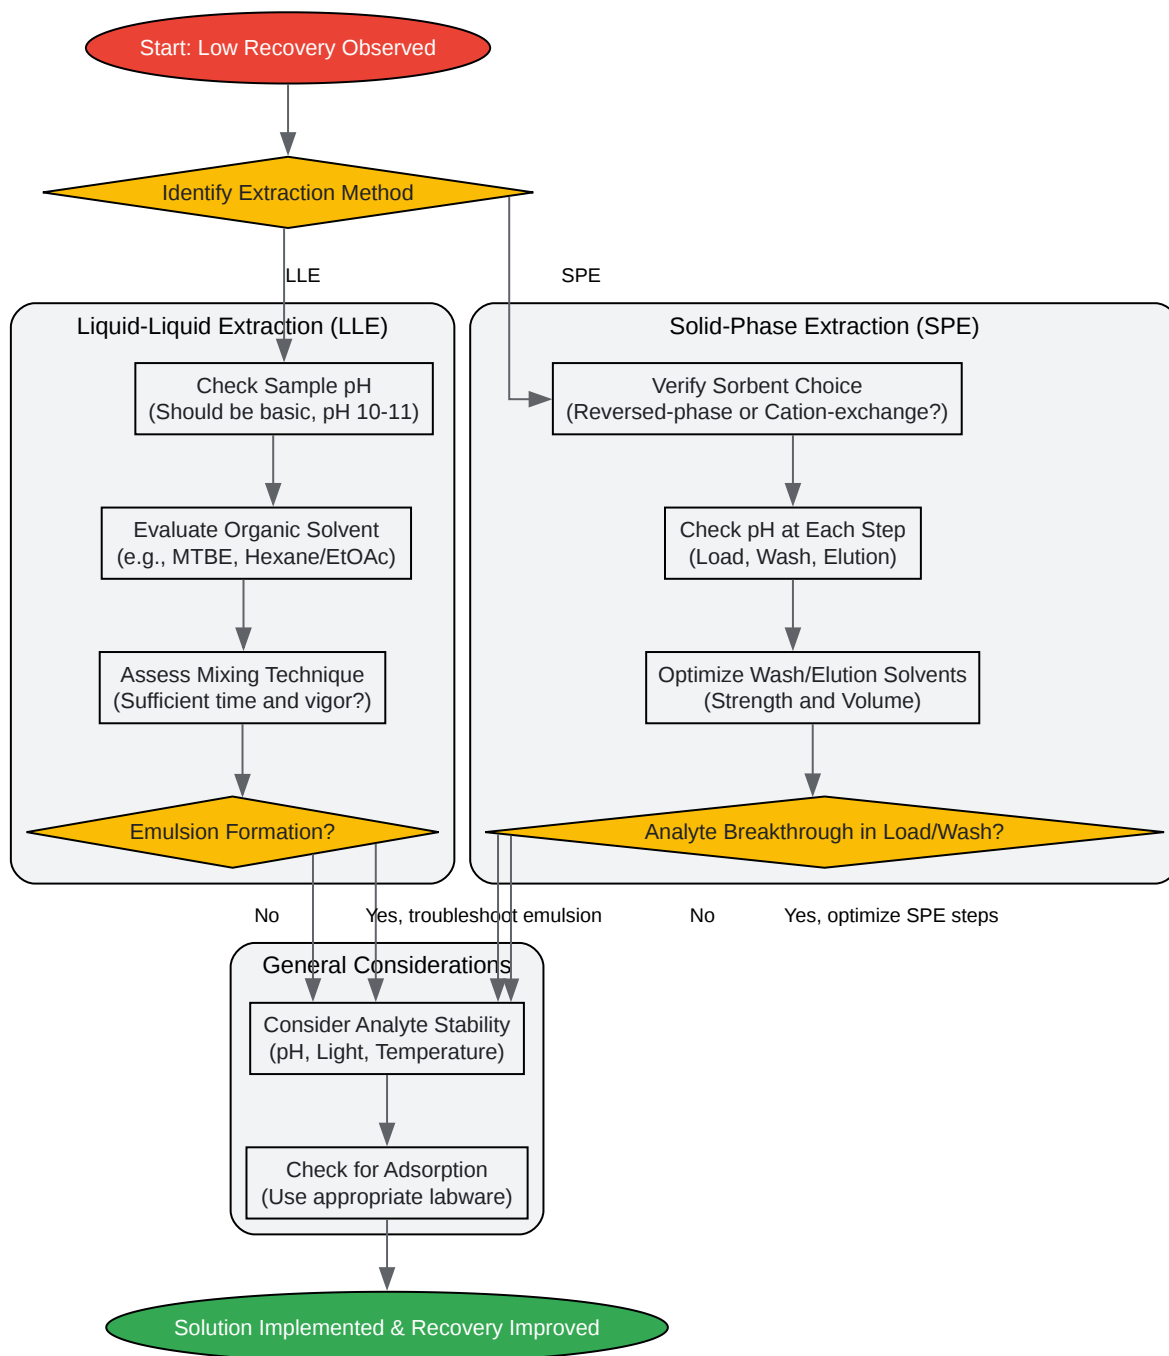 Start: Low Recovery Observed
Identify Extraction Method
LLE
SPE
Liquid-Liquid Extraction (LLE)
Check Sample pH
(Should be basic, pH 10-11)
Evaluate Organic Solvent
(e.g., MTBE, Hexane/EtOAc)
Assess Mixing Technique
(Sufficient time and vigor?)
Emulsion Formation?
Solid-Phase Extraction (SPE)
Verify Sorbent Choice
(Reversed-phase or Cation-exchange?)
Check pH at Each Step
(Load, Wash, Elution)
Optimize Wash/Elution Solvents
(Strength and Volume)
Analyte Breakthrough in Load/Wash?
No
Yes, troubleshoot emulsion
No
Yes, optimize SPE steps
General Considerations
Consider Analyte Stability
(pH, Light, Temperature)
Check for Adsorption
(Use appropriate labware)
Solution Implemented & Recovery Improved